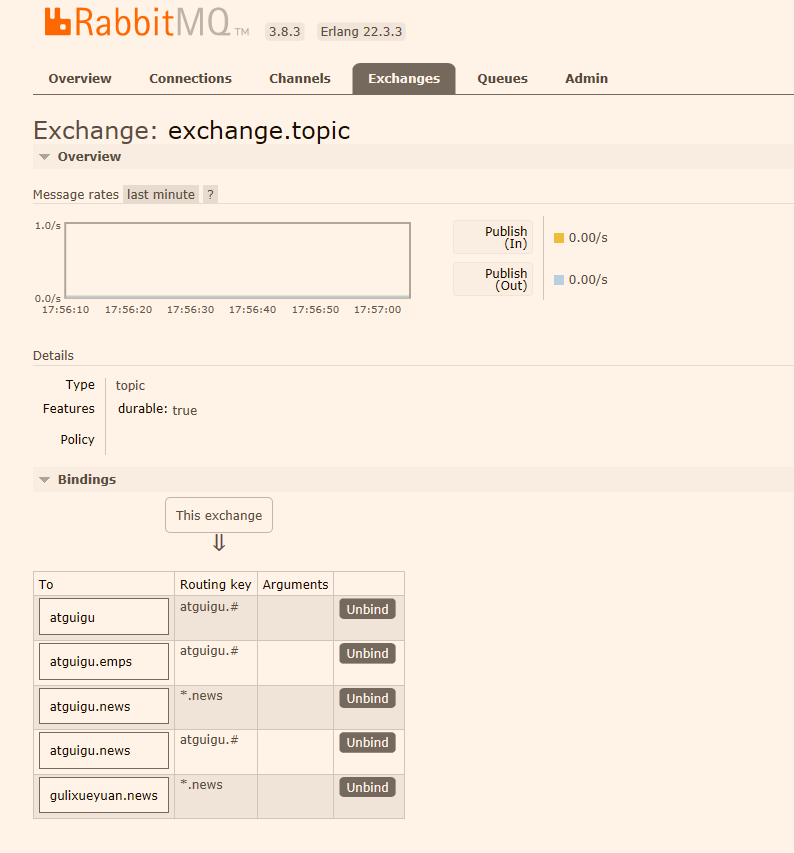 RabbitMQ TM 3.8.3 Erlang 22.3.3
Overview Connections Channels Exchanges Queues Admin
Exchange: exchange.topic
Overview
Message rates last minute ?
1.0/s
0.0/s
17:56:10 17:56:20 17:56:30 17:56:40 17:56:50 17:57:00
Publish
(In)
0.00/s
Publish
(Out)
0.00/s
Details
Type topic
Features durable: true
Policy
Bindings
This exchange
⇓
To Routing key Arguments
atguigu atguigu.# Unbind
atguigu.emps atguigu.# Unbind
atguigu.news *.news Unbind
atguigu.news atguigu.# Unbind
gulixueyuan.news *.news Unbind